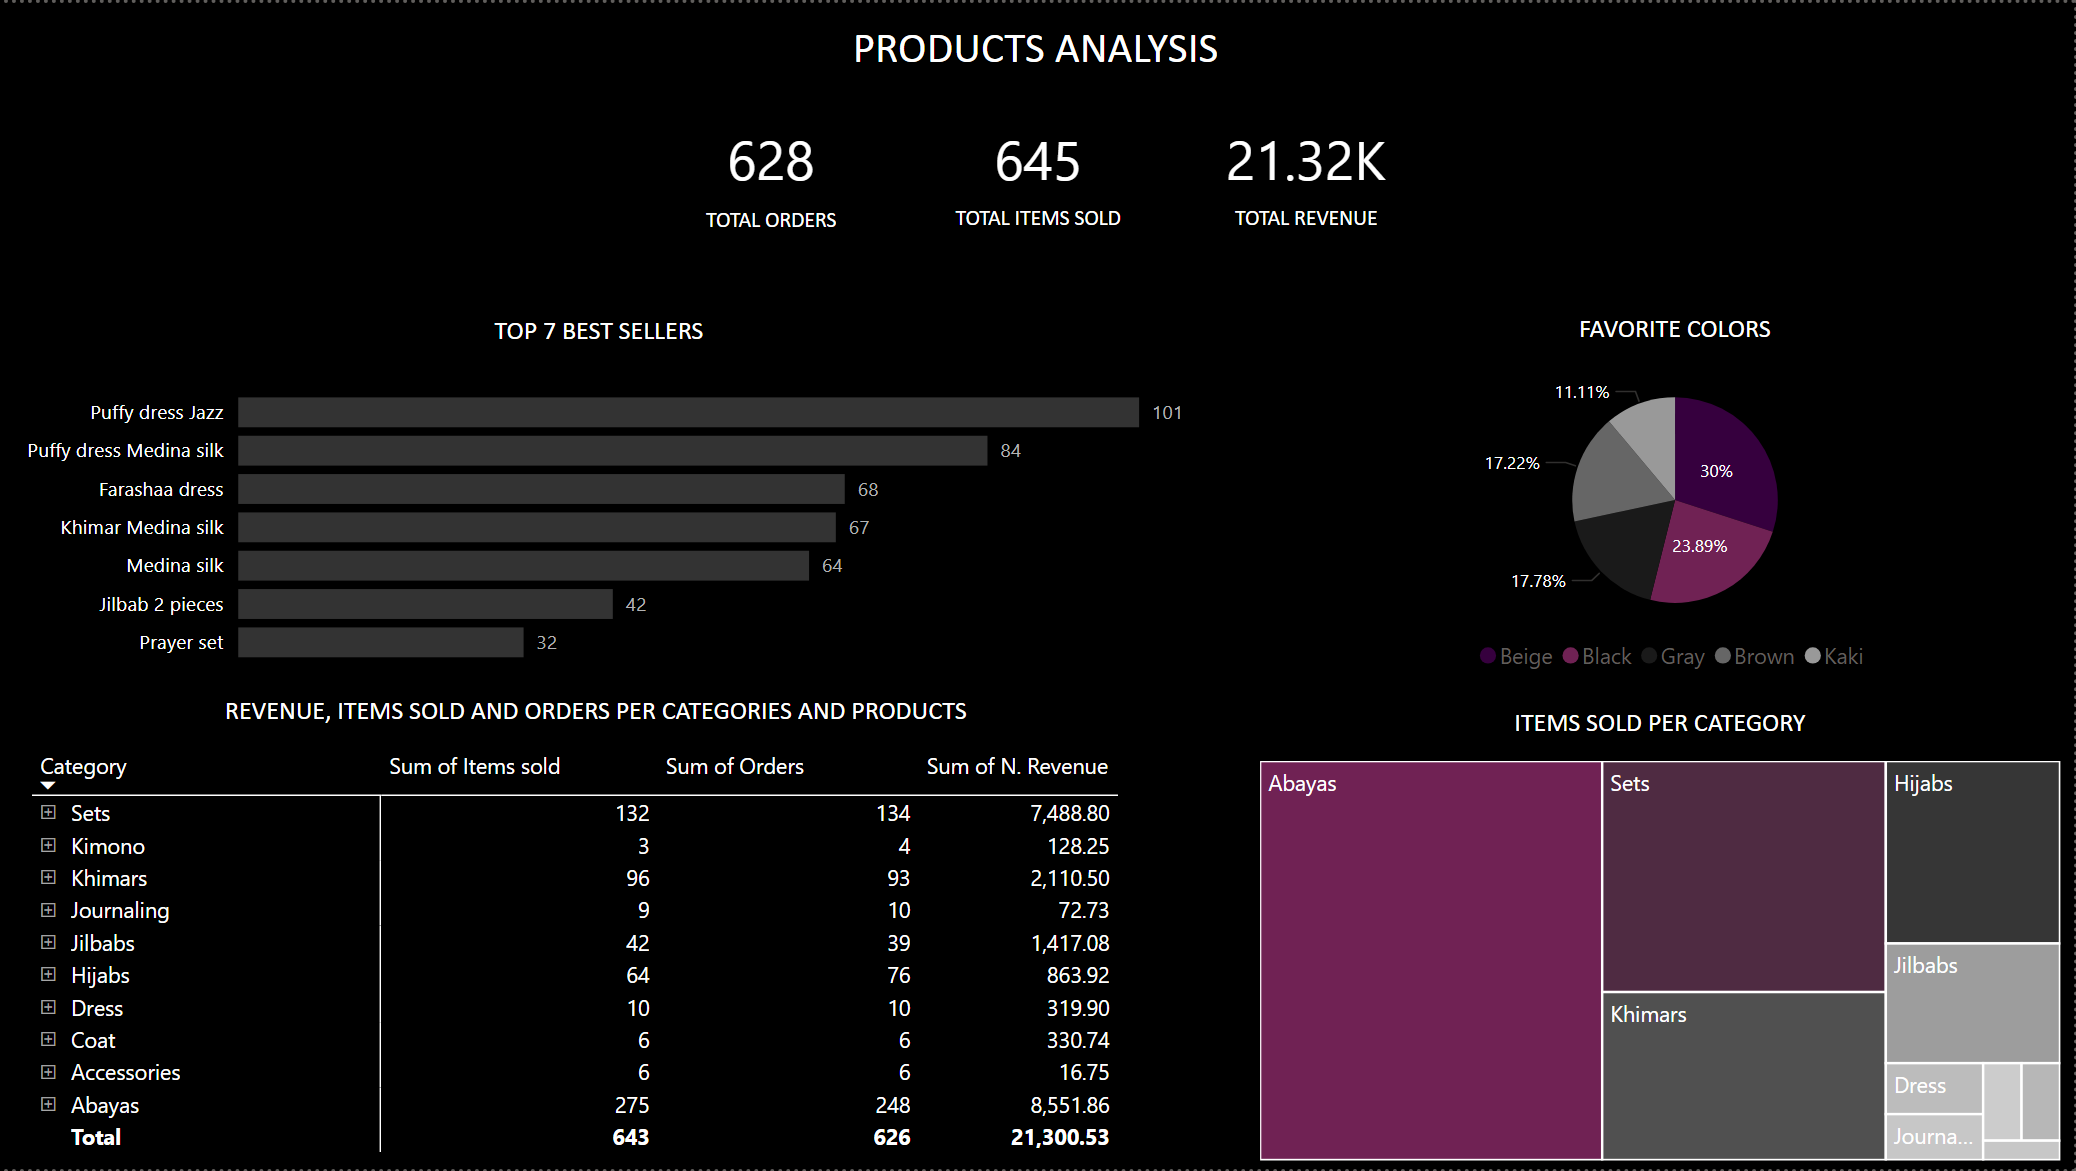 PRODUCTS ANALYSIS
628
645
21.32K
TOTAL ORDERS
TOTAL ITEMS SOLD
TOTAL REVENUE
TOP 7 BEST SELLERS
Puffy dress Jazz 101
Puffy dress Medina silk 84
Farashaa dress 68
Khimar Medina silk 67
Medina silk 64
Jilbab 2 pieces 42
Prayer set 32
FAVORITE COLORS
11.11%
17.22%
30%
23.89%
17.78%
Beige Black Gray Brown Kaki
REVENUE, ITEMS SOLD AND ORDERS PER CATEGORIES AND PRODUCTS
Category Sum of Items sold Sum of Orders Sum of N. Revenue
Sets 132 134 7,488.80
Kimono 3 4 128.25
Khimars 96 93 2,110.50
Journaling 9 10 72.73
Jilbabs 42 39 1,417.08
Hijabs 64 76 863.92
Dress 10 10 319.90
Coat 6 6 330.74
Accessories 6 6 16.75
Abayas 275 248 8,551.86
Total 643 626 21,300.53
ITEMS SOLD PER CATEGORY
Abayas
Sets
Hijabs
Jilbabs
Khimars
Dress
Journa...